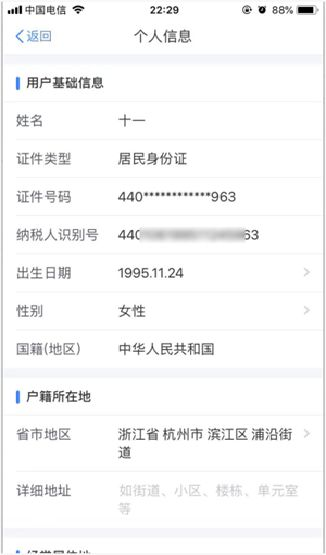 中国电信 22:29 88%
返回 个人信息
用户基础信息
姓名 十一
证件类型 居民身份证
证件号码 440************963
纳税人识别号 440 63
出生日期 1995.11.24
性别 女性
国籍(地区) 中华人民共和国
户籍所在地
省市地区 浙江省 杭州市 滨江区 浦沿街
道
详细地址 如街道、小区、楼栋、单元室
等